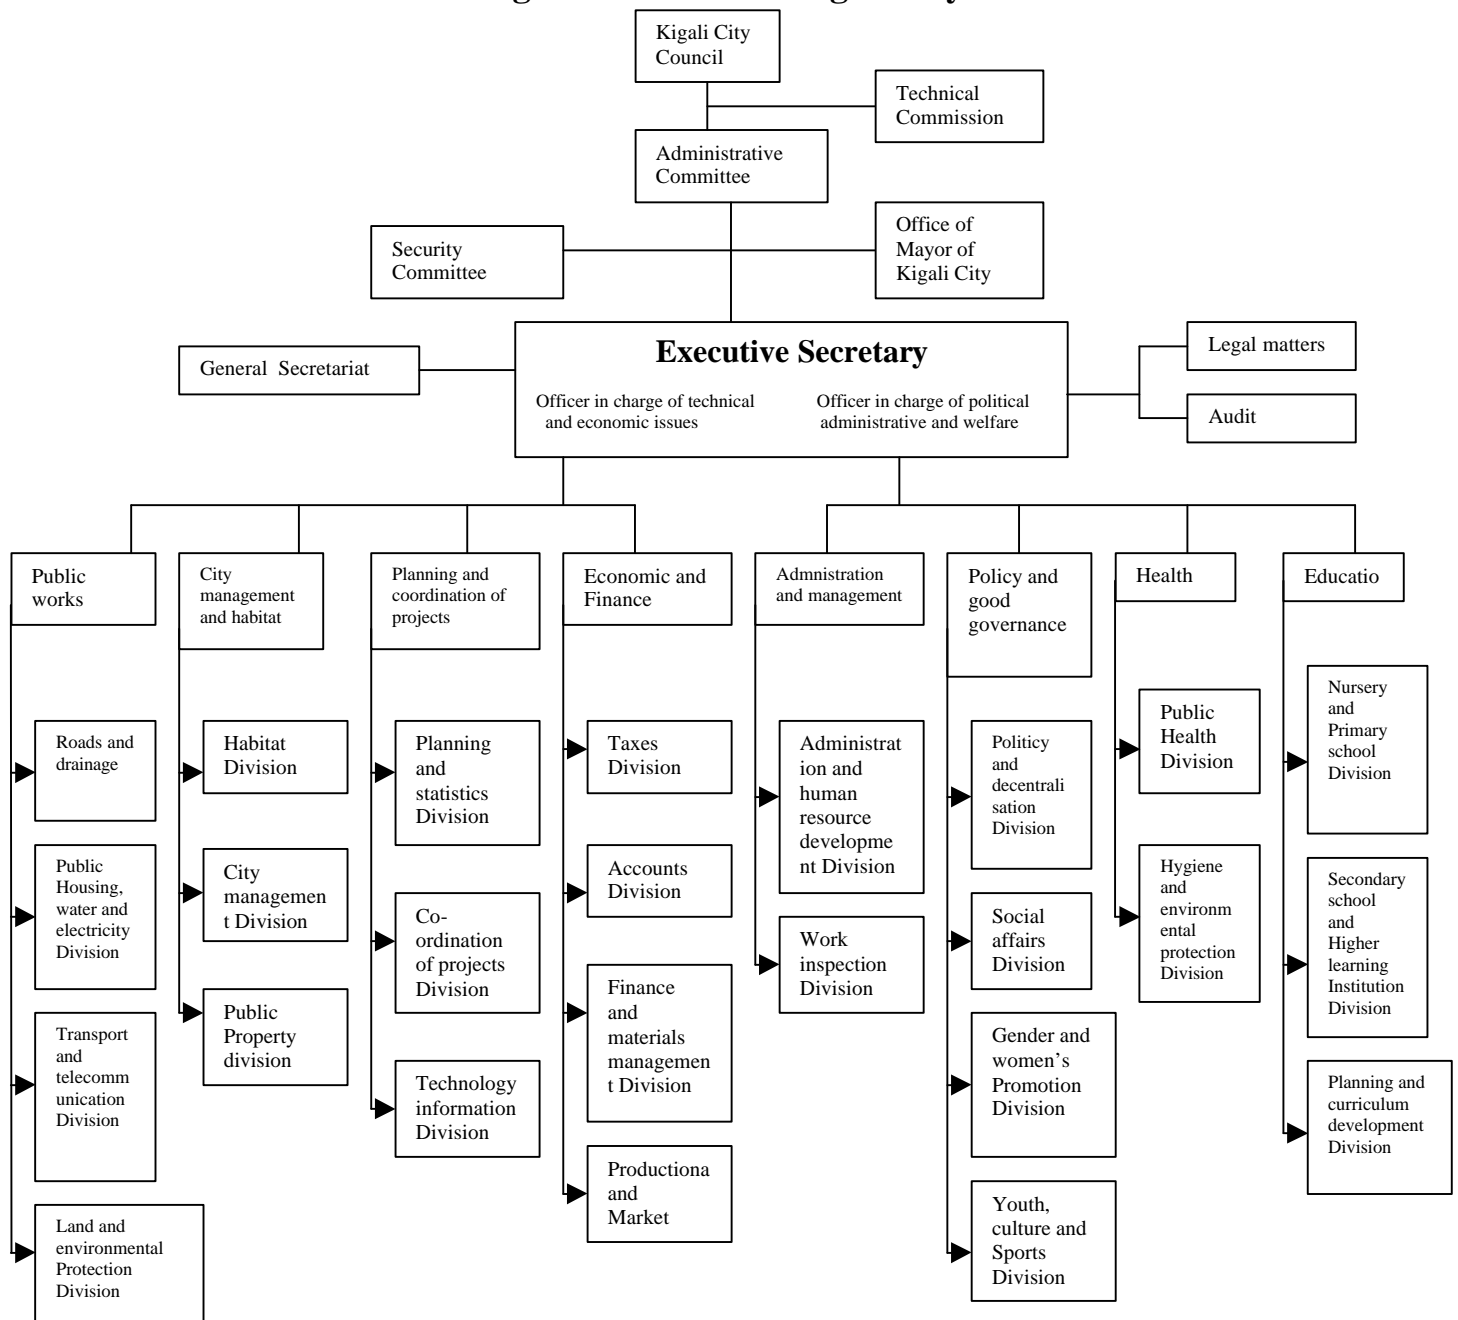 Kigali City
Council
Technical
Commission
Administrative
Committee
Security
Committee
Office of
Mayor of
Kigali City
Executive Secretary
Officer in charge of technical
and economic issues
Officer in charge of political
administrative and welfare
General Secretariat
Legal matters
Audit
Public
works
City
management
and habitat
Planning and
coordination of
projects
Economic and
Finance
Admnistration
and management
Policy and
good
governance
Health
Educatio
Roads and
drainage
Public
Housing,
water and
electricity
Division
Transport
and
telecomm
unication
Division
Land and
environmental
Protection
Division
Habitat
Division
City
managemen
t Division
Public
Property
division
Planning
and
statistics
Division
Co-
ordination
of projects
Division
Technology
information
Division
Taxes
Division
Accounts
Division
Finance
and
materials
managemen
t Division
Productiona
and
Market
Administrat
ion and
human
resource
developme
nt Division
Work
inspection
Division
Politicy
and
decentrali
sation
Division
Social
affairs
Division
Gender and
women's
Promotion
Division
Youth,
culture and
Sports
Division
Public
Health
Division
Hygiene
and
environm
ental
protection
Division
Nursery
and
Primary
school
Division
Secondary
school
and
Higher
learning
Institution
Division
Planning and
curriculum
development
Division